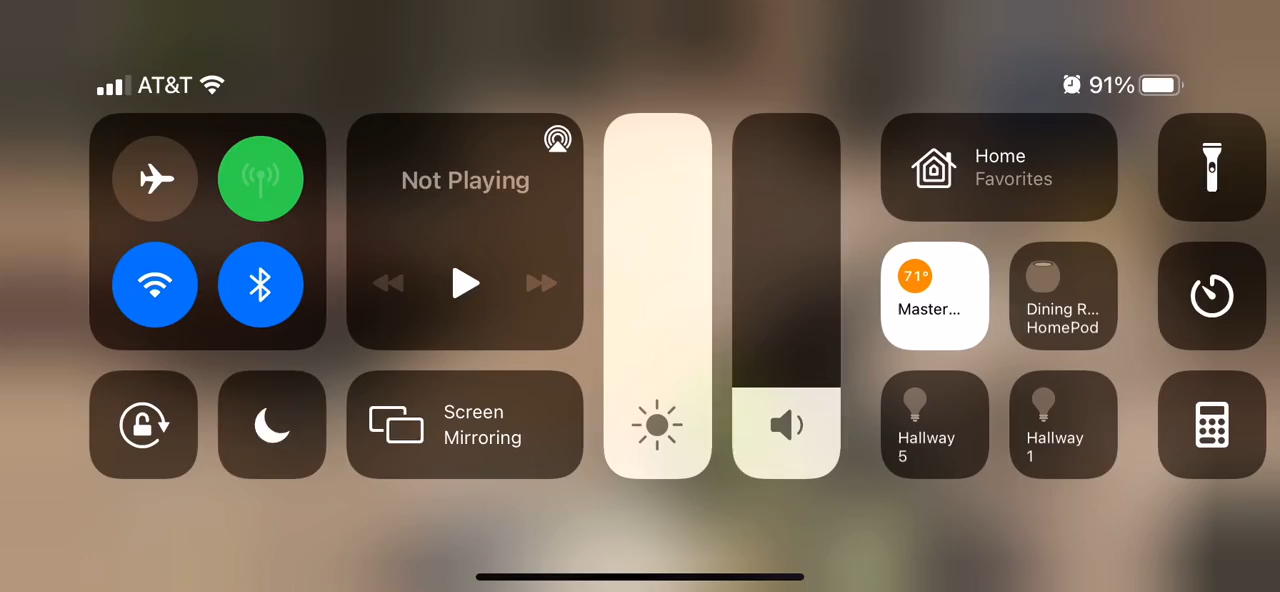 AT&T
91%
Not Playing
Home
Favorites
71°
Master...
Dining R...
HomePod
Screen
Mirroring
Hallway
5
Hallway
1